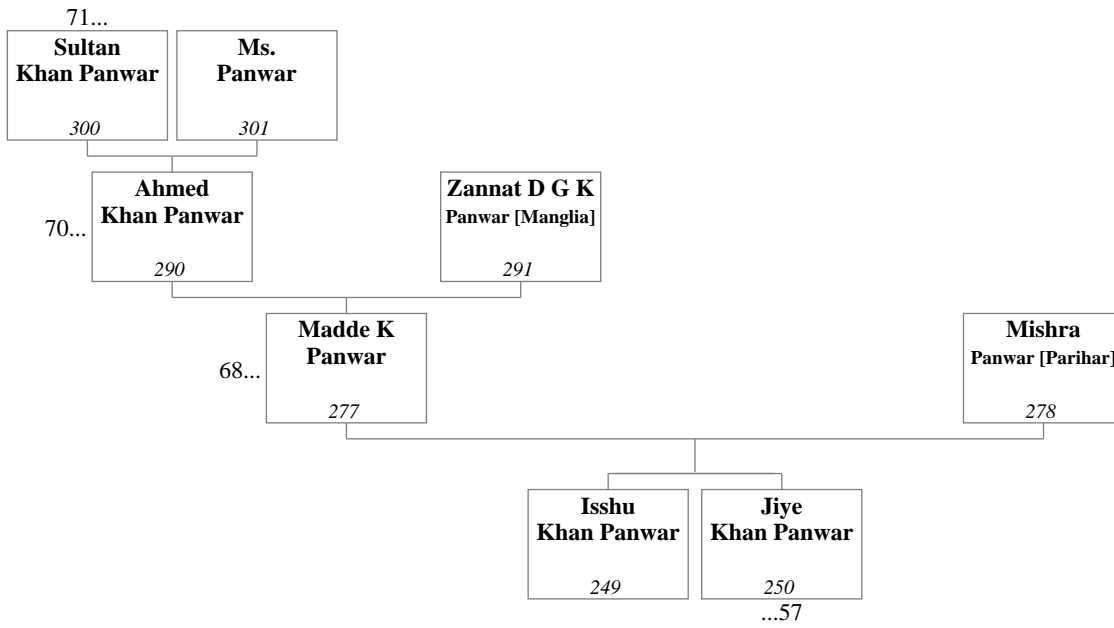 71...
Sultan
Khan Panwar
300
Ms.
Panwar
301
70...
Ahmed
Khan Panwar
290
Zannat D G K
Panwar [Manglia]
291
68...
Madde K
Panwar
277
Mishra
Panwar [Parihar]
278
Isshu
Khan Panwar
249
Jiye
Khan Panwar
250
...57